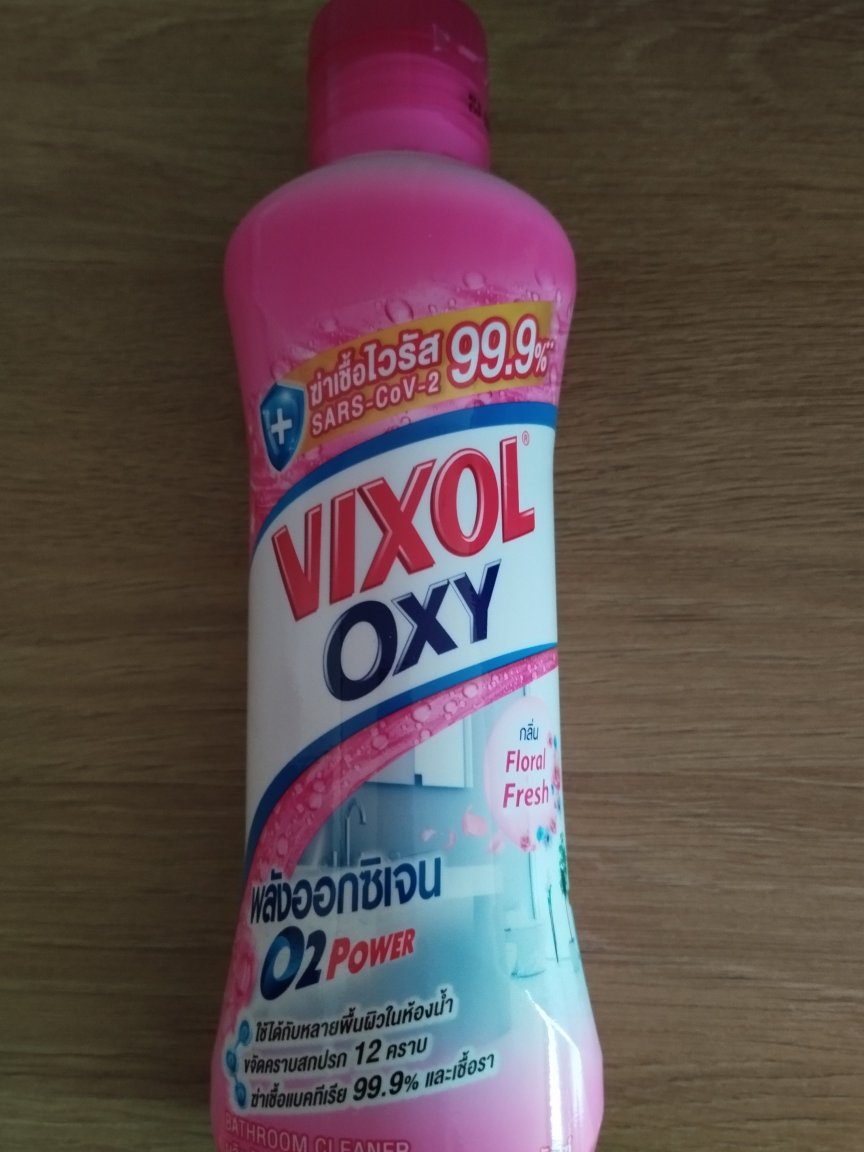 ฆ่าเชื้อไวรัส 99.9%**
SARS-CoV-2
VIXOL®
OXY
กลิ่น
Floral
Fresh
พลังออกซิเจน
O2 POWER
ใช้ได้กับหลายพื้นผิวในห้องน้ำ
ขจัดคราบสกปรก 12 คราบ
ฆ่าเชื้อแบคทีเรีย 99.9% และเชื้อรา
BATHROOM CLEANER